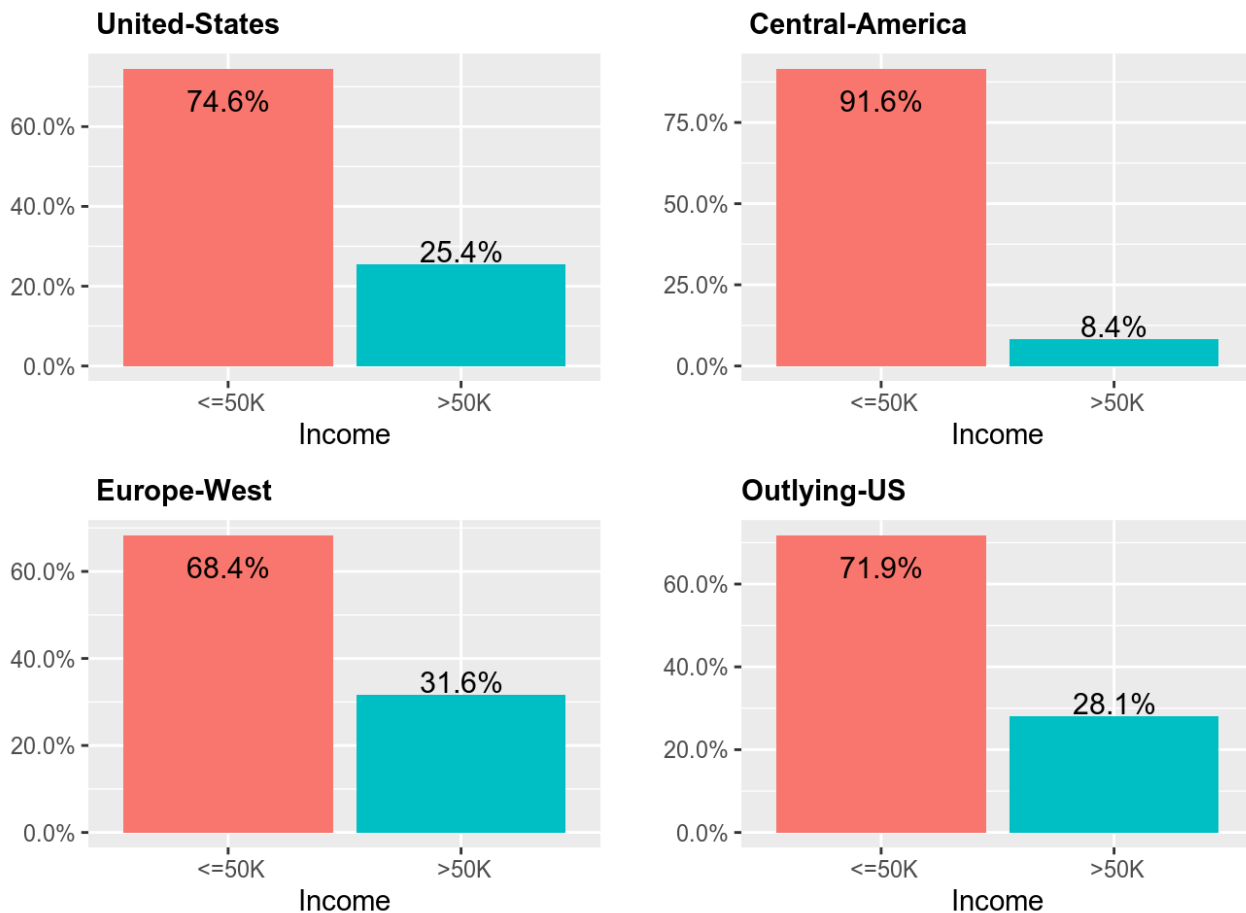 United-States
74.6%
60.0%
40.0%
25.4%
20.0%
0.0%
<=50K >50K
Income
Central-America
91.6%
75.0%
50.0%
25.0%
8.4%
0.0%
<=50K >50K
Income
Europe-West
68.4%
60.0%
40.0%
31.6%
20.0%
0.0%
<=50K >50K
Income
Outlying-US
71.9%
60.0%
40.0%
28.1%
20.0%
0.0%
<=50K >50K
Income